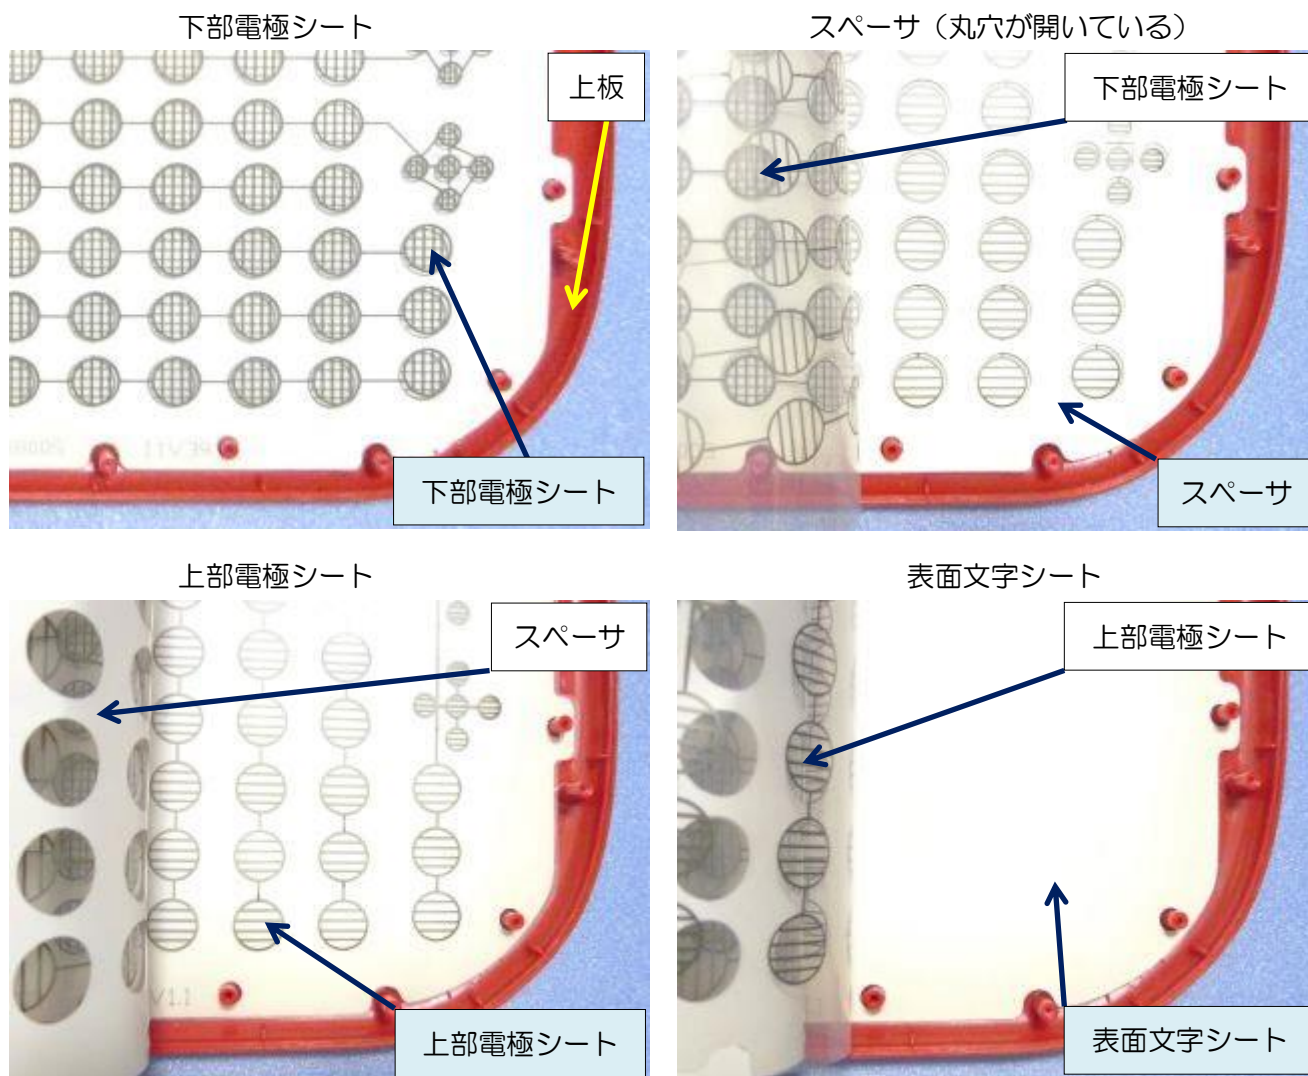 下部電極シート
スペーサ（丸穴が開いている）
上板
下部電極シート
下部電極シート
スペーサ
上部電極シート
表面文字シート
スペーサ
上部電極シート
V1.1
上部電極シート
表面文字シート